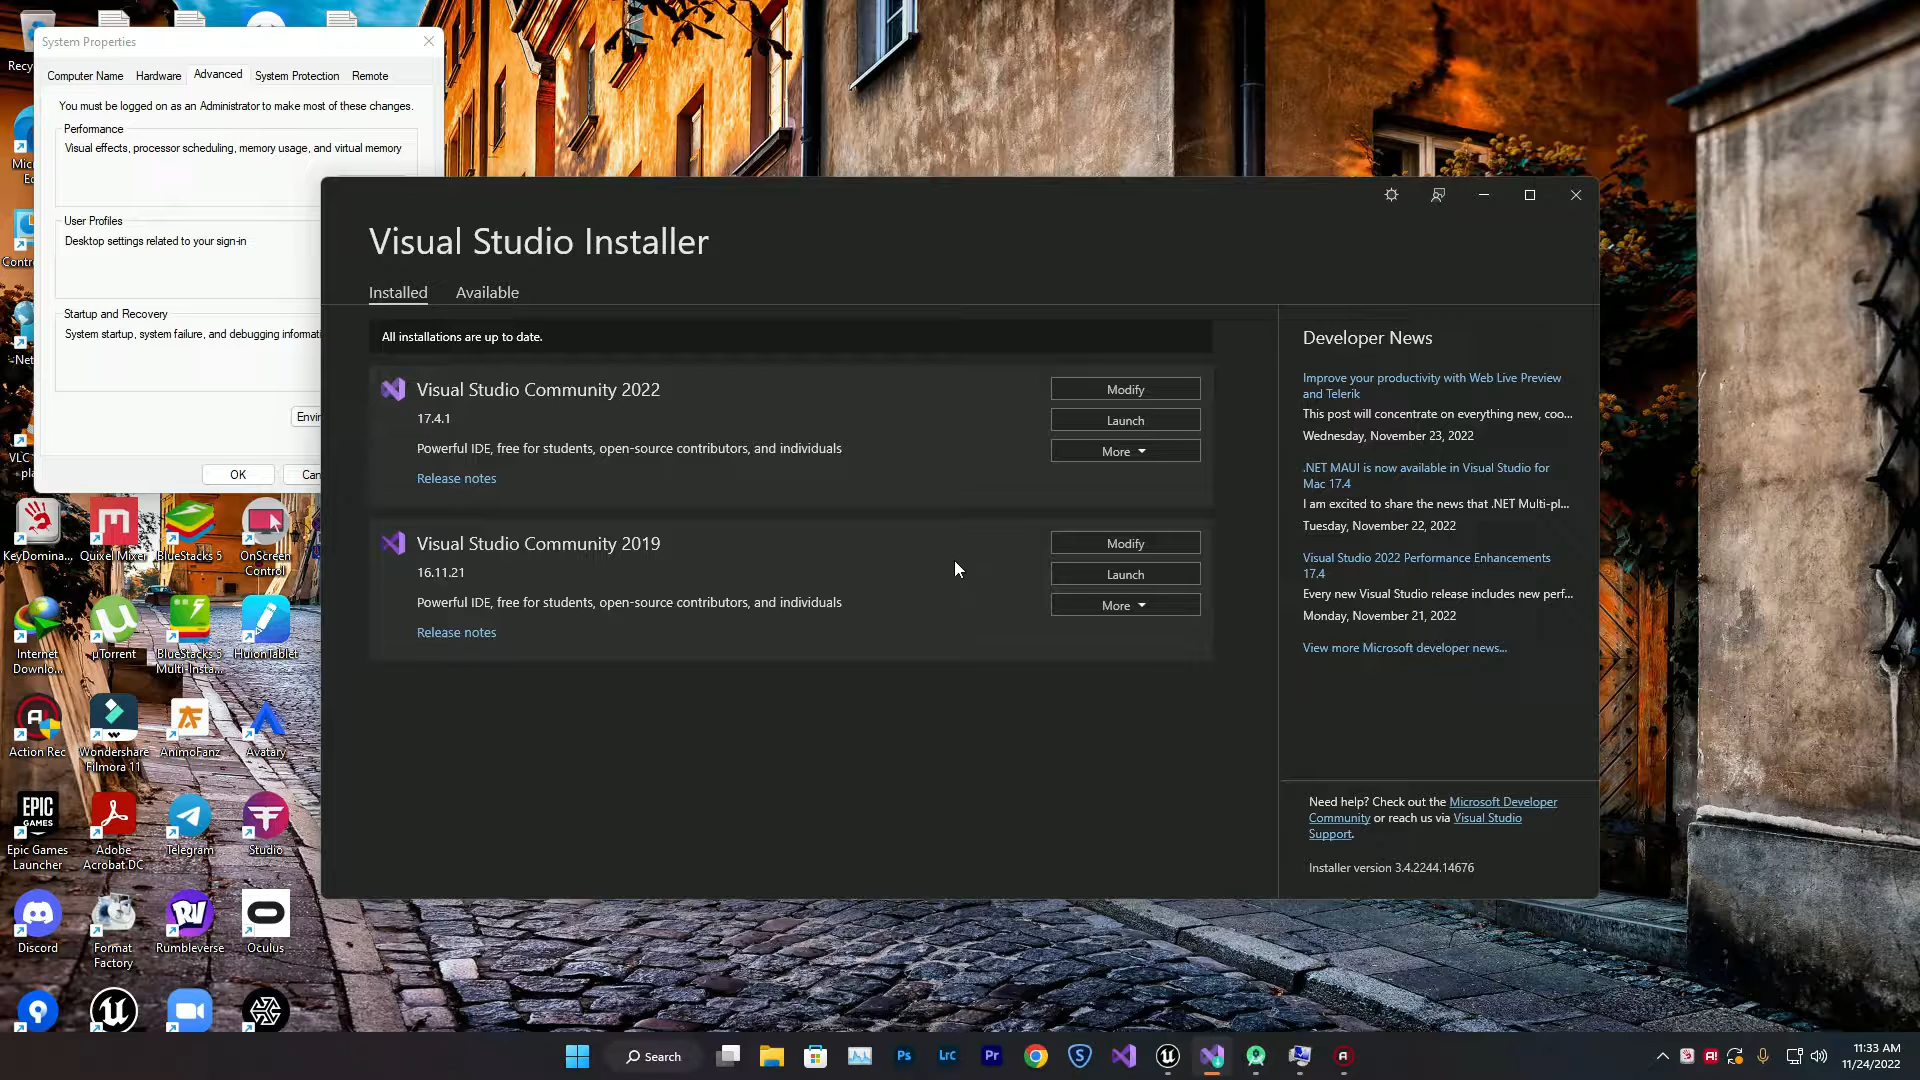 System Properties
Computer Name
Hardware
Advanced
System Protection
Remote
You must be logged on as an Administrator to make most of these changes.
Performance
Visual effects, processor scheduling, memory usage, and virtual memory
User Profiles
Desktop settings related to your sign-in
Startup and Recovery
System startup, system failure, and debugging informati
Envir
OK
Can
Visual Studio Installer
Installed
Available
All installations are up to date.
Visual Studio Community 2022
17.4.1
Powerful IDE, free for students, open-source contributors, and individuals
Release notes
Modify
Launch
More
Visual Studio Community 2019
16.11.21
Powerful IDE, free for students, open-source contributors, and individuals
Release notes
Modify
Launch
More
Developer News
Improve your productivity with Web Live Preview
and Telerik
This post will concentrate on everything new, coo...
Wednesday, November 23, 2022
.NET MAUI is now available in Visual Studio for
Mac 17.4
I am excited to share the news that .NET Multi-pl...
Tuesday, November 22, 2022
Visual Studio 2022 Performance Enhancements
17.4
Every new Visual Studio release includes new perf...
Monday, November 21, 2022
View more Microsoft developer news...
Need help? Check out the Microsoft Developer
Community or reach us via Visual Studio
Support.
Installer version 3.4.2244.14676
Recy
Contro
VLC
pla
KeyDomina...
Quixel Mixer
BlueStacks 5
OnScreen
Control
Internet
Downlo...
µTorrent
BlueStacks 5
Multi-Insta...
HuionTablet
Action Rec
Wondershare
Filmora 11
AnimoFanz
Avatary
EPIC
GAMES
Epic Games
Launcher
Adobe
Acrobat DC
Telegram
Studio
Discord
Format
Factory
Rumbleverse
Oculus
Search
Ps
LrC
Pr
11:33 AM
11/24/2022